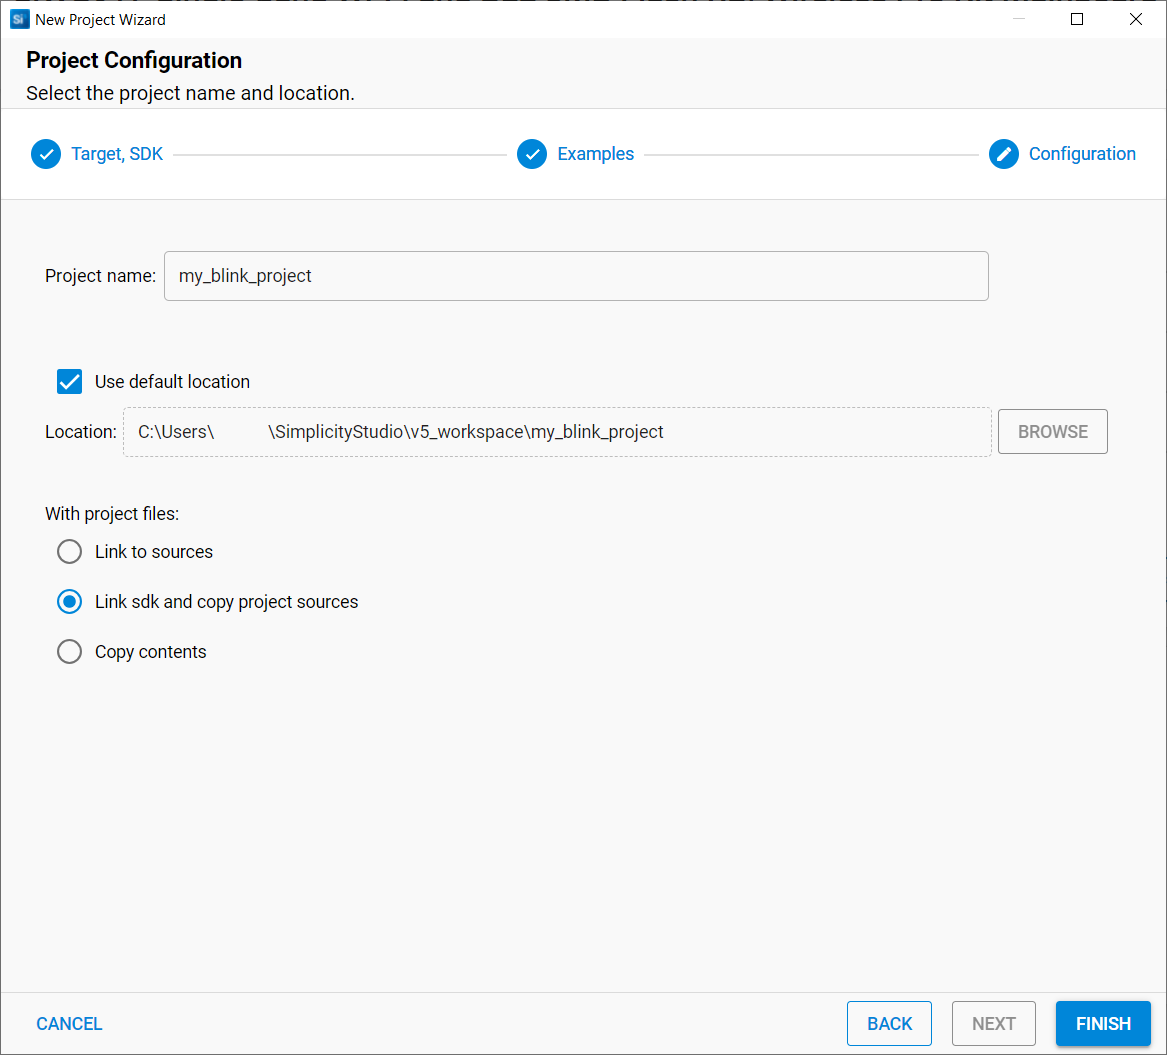 Si New Project Wizard
Project Configuration
Select the project name and location.
Target, SDK Examples Configuration
Project name: my_blink_project
Use default location
Location: C:\Users\ \SimplicityStudio\v5_workspace\my_blink_project BROWSE
With project files:
Link to sources
Link sdk and copy project sources
Copy contents
CANCEL BACK NEXT FINISH